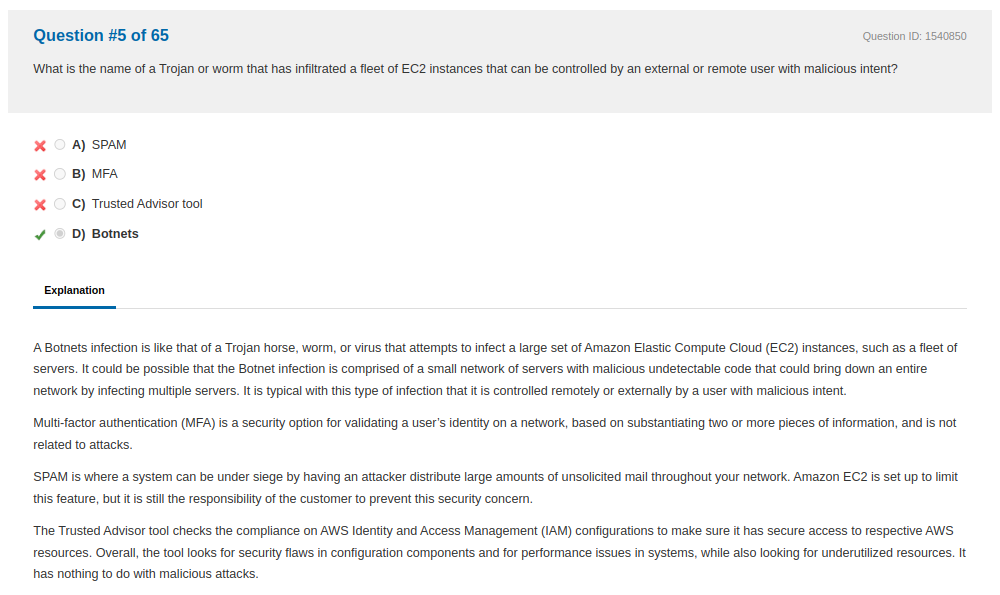 Question #5 of 65
Question ID: 1540850
What is the name of a Trojan or worm that has infiltrated a fleet of EC2 instances that can be controlled by an external or remote user with malicious intent?
A) SPAM
B) MFA
C) Trusted Advisor tool
D) Botnets
Explanation
A Botnets infection is like that of a Trojan horse, worm, or virus that attempts to infect a large set of Amazon Elastic Compute Cloud (EC2) instances, such as a fleet of
servers. It could be possible that the Botnet infection is comprised of a small network of servers with malicious undetectable code that could bring down an entire
network by infecting multiple servers. It is typical with this type of infection that it is controlled remotely or externally by a user with malicious intent.
Multi-factor authentication (MFA) is a security option for validating a user’s identity on a network, based on substantiating two or more pieces of information, and is not
related to attacks.
SPAM is where a system can be under siege by having an attacker distribute large amounts of unsolicited mail throughout your network. Amazon EC2 is set up to limit
this feature, but it is still the responsibility of the customer to prevent this security concern.
The Trusted Advisor tool checks the compliance on AWS Identity and Access Management (IAM) configurations to make sure it has secure access to respective AWS
resources. Overall, the tool looks for security flaws in configuration components and for performance issues in systems, while also looking for underutilized resources. It
has nothing to do with malicious attacks.